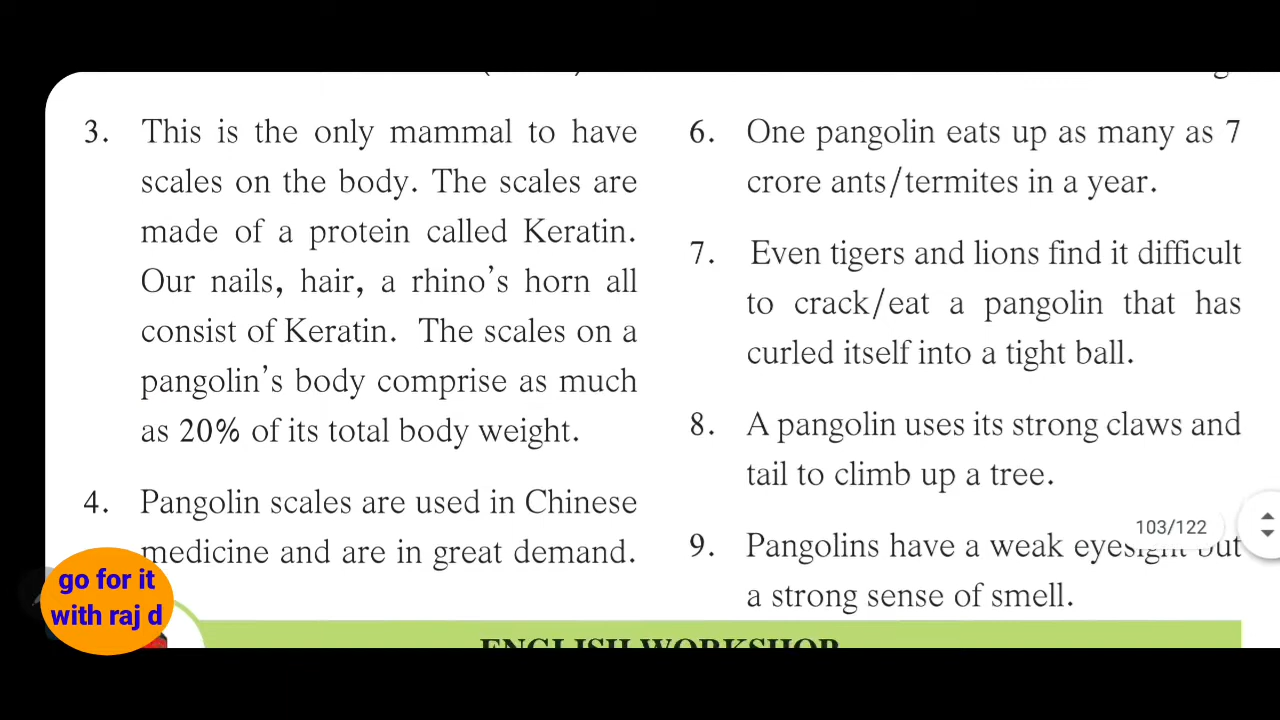 3. This is the only mammal to have
scales on the body. The scales are
made of a protein called Keratin.
Our nails, hair, a rhino's horn all
consist of Keratin. The scales on a
pangolin's body comprise as much
as 20% of its total body weight.
4. Pangolin scales are used in Chinese
medicine and are in great demand.
6. One pangolin eats up as many as 7
crore ants/termites in a year.
7. Even tigers and lions find it difficult
to crack/eat a pangolin that has
curled itself into a tight ball.
8. A pangolin uses its strong claws and
tail to climb up a tree.
9. Pangolins have a weak eyesight but
a strong sense of smell.
103/122
go for it
with raj d
ENGLISH WORKSHOP